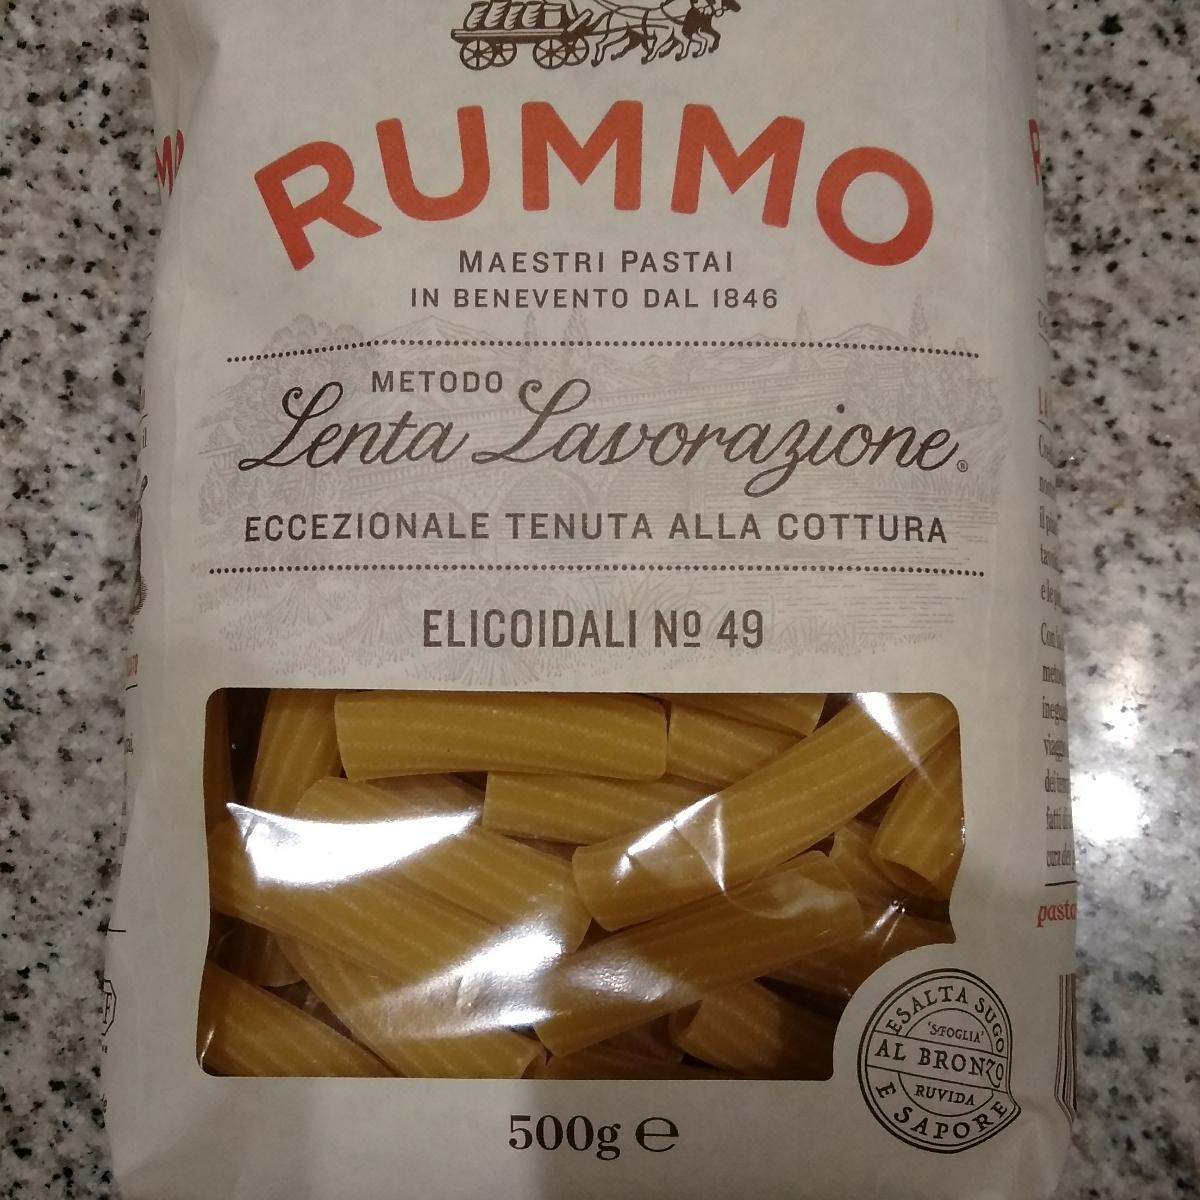 RUMMO
MAESTRI PASTAI
IN BENEVENTO DAL 1846
METODO
Lenta Lavorazione®
ECCEZIONALE TENUTA ALLA COTTURA
ELICOIDALI Nº 49
ESALTA SUGO
'SFOGLIA'
AL BRONZO
RUVIDA
E SAPORE
500g ℮